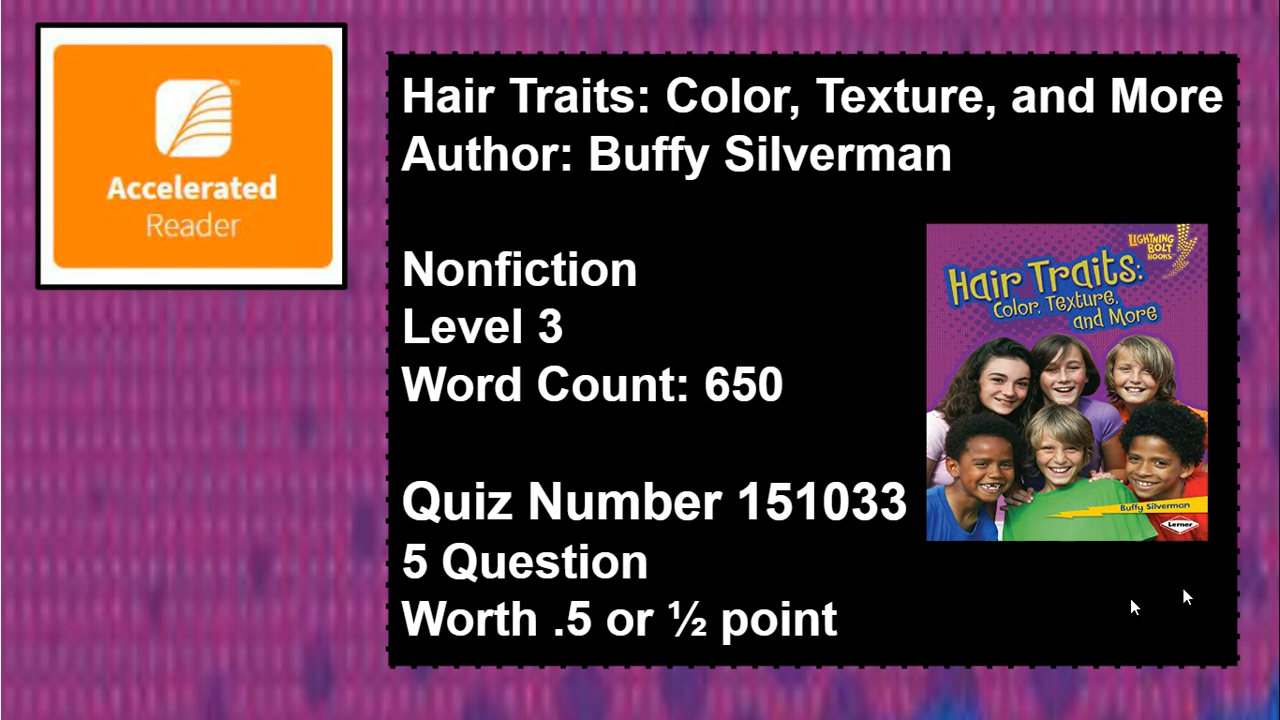 Accelerated
Reader
Hair Traits: Color, Texture, and More
Author: Buffy Silverman
Nonfiction
Level 3
Word Count: 650
Quiz Number 151033
5 Question
Worth .5 or ½ point
LIGHTNING
BOLT
BOOKS
Hair Traits:
Color, Texture,
and More
Buffy Silverman
Lerner